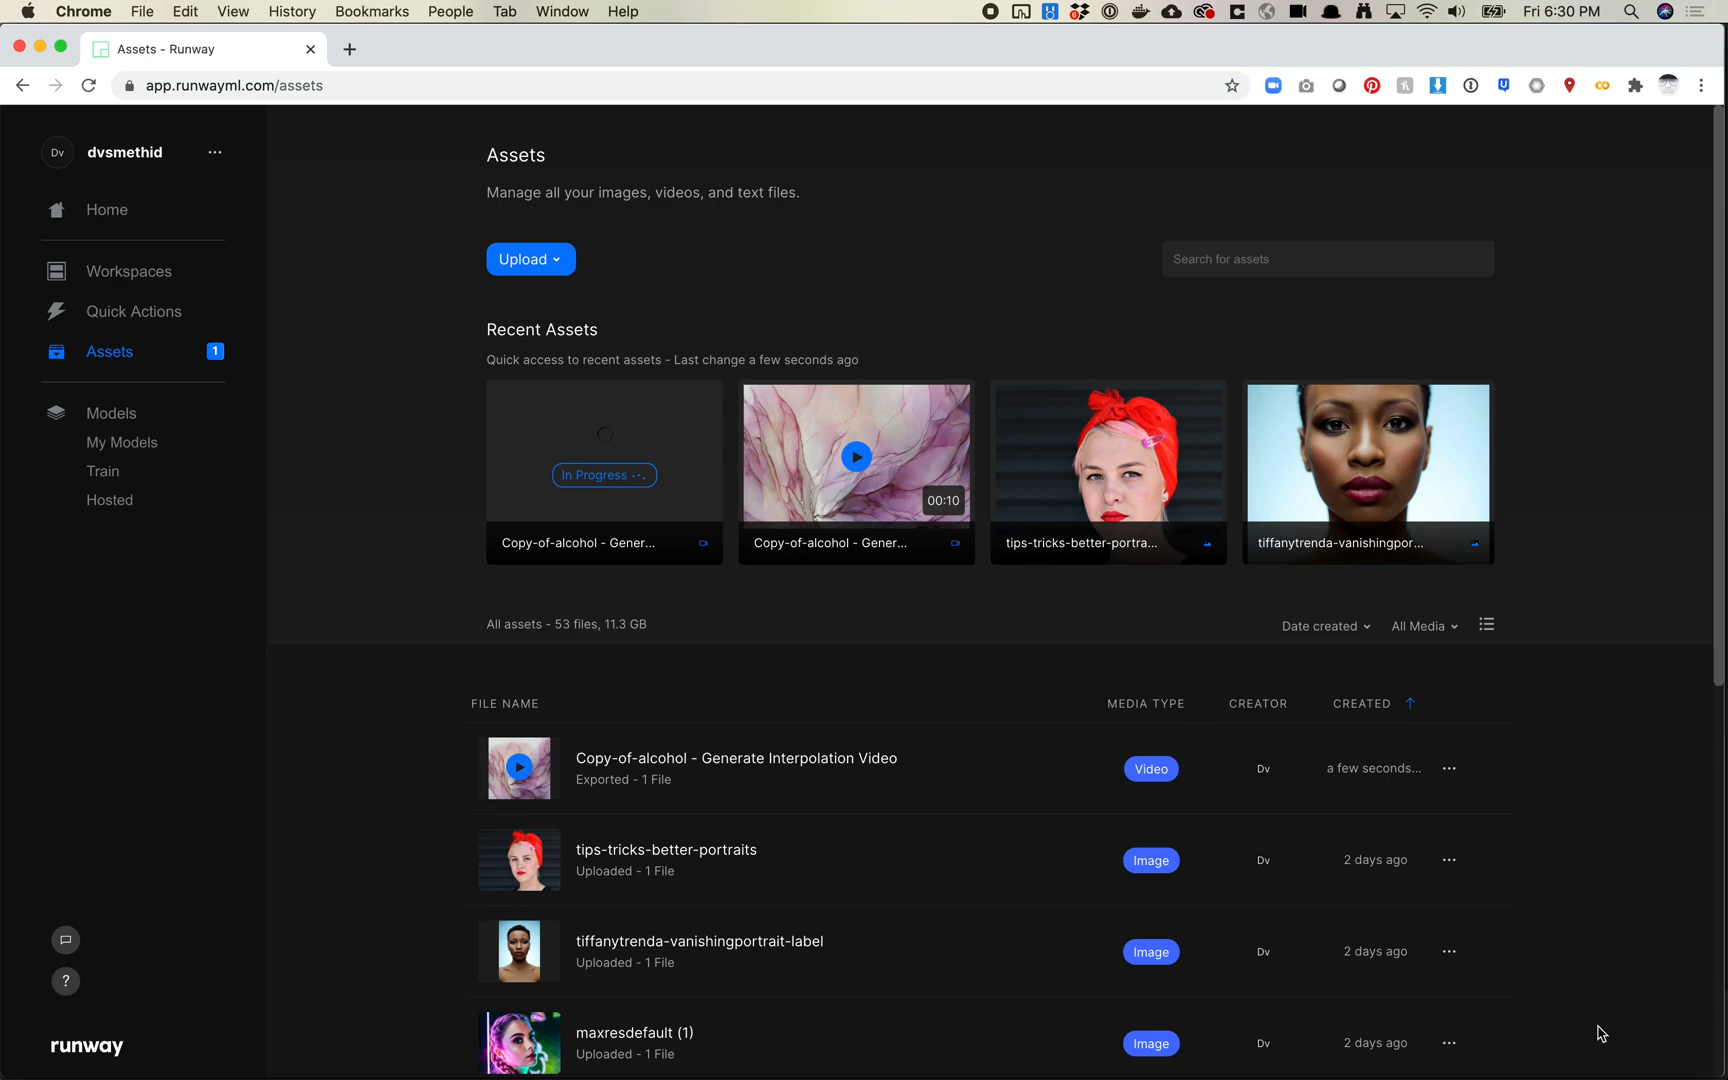 Chrome File Edit View History Bookmarks People Tab Window Help
Fri 6:30 PM
Assets - Runway
app.runwayml.com/assets
Dv dvsmethid
Home
Workspaces
Quick Actions
Assets 1
Models
My Models
Train
Hosted
?
runway
Assets
Manage all your images, videos, and text files.
Upload
Search for assets
Recent Assets
Quick access to recent assets - Last change a few seconds ago
In Progress
00:10
Copy-of-alcohol - Gener...
Copy-of-alcohol - Gener...
tips-tricks-better-portra...
tiffanytrenda-vanishingpor...
All assets - 53 files, 11.3 GB
Date created
All Media
FILE NAME MEDIA TYPE CREATOR CREATED
Copy-of-alcohol - Generate Interpolation Video
Exported - 1 File
Video Dv a few seconds...
tips-tricks-better-portraits
Uploaded - 1 File
Image Dv 2 days ago
tiffanytrenda-vanishingportrait-label
Uploaded - 1 File
Image Dv 2 days ago
maxresdefault (1)
Uploaded - 1 File
Image Dv 2 days ago